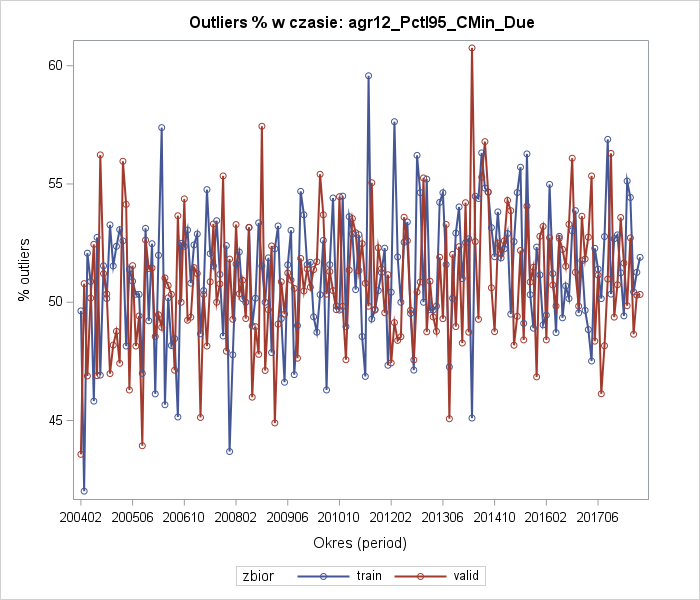 Outliers % w czasie: agr12_Pctl95_CMin_Due
60
55
50
45
% outliers
200402 200506 200610 200802 200906 201010 201202 201306 201410 201602 201706
Okres (period)
zbior train valid